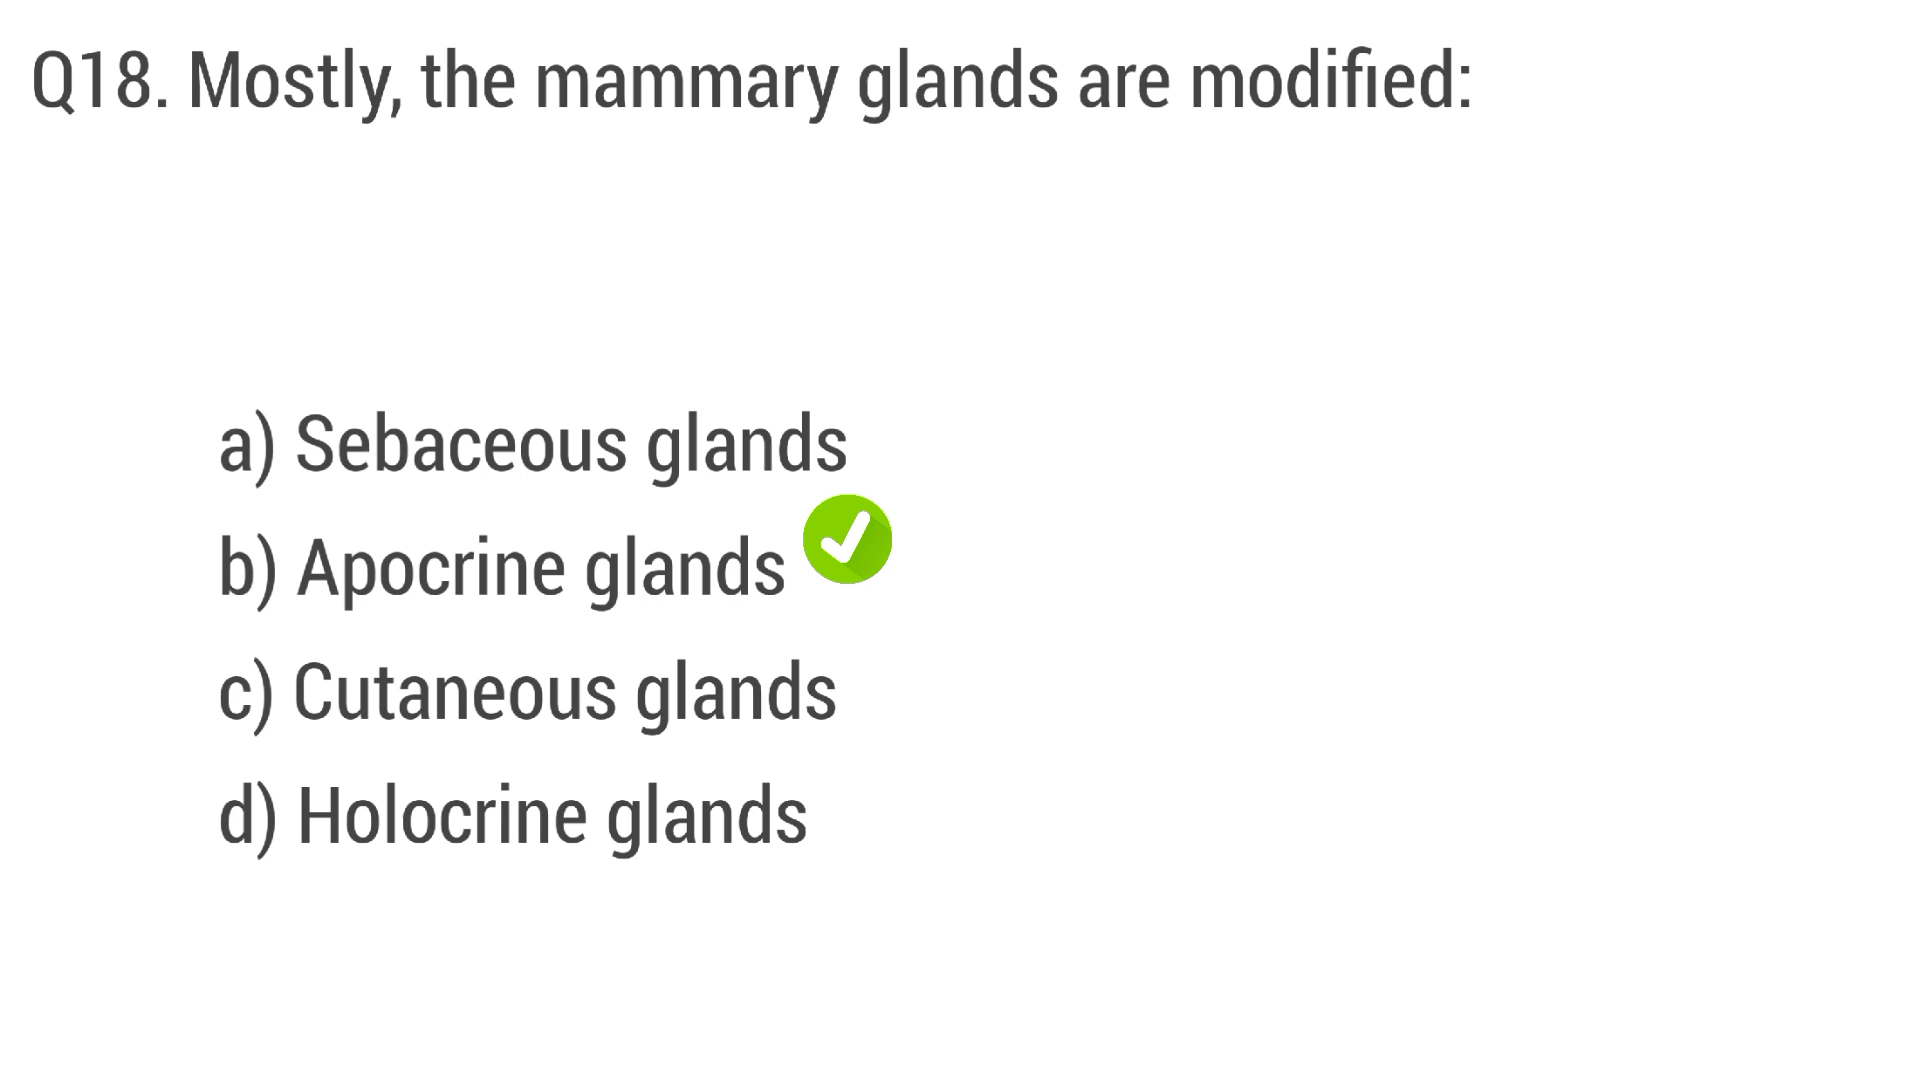 Q18. Mostly, the mammary glands are modified:
a) Sebaceous glands
b) Apocrine glands
c) Cutaneous glands
d) Holocrine glands